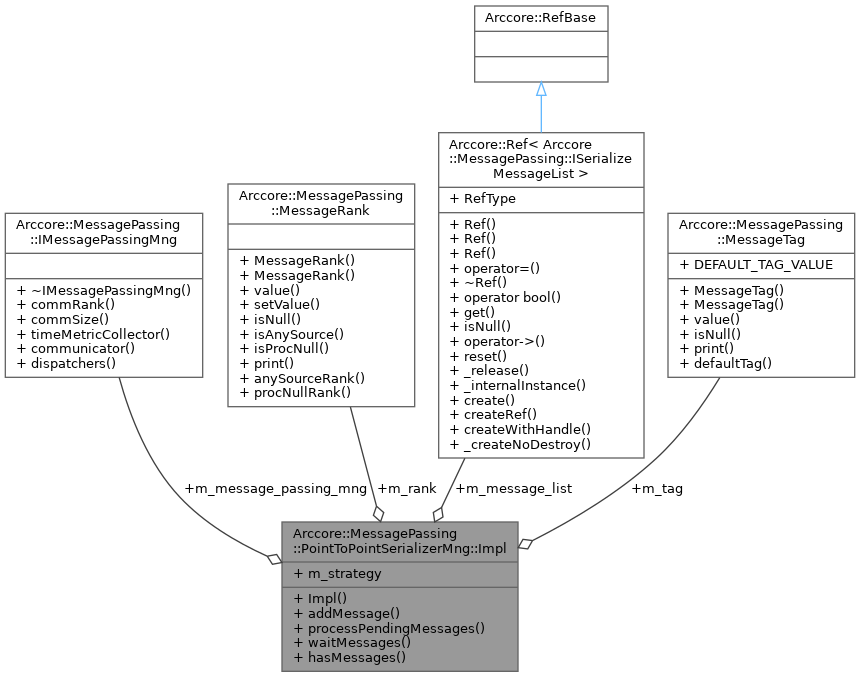 Arccore::RefBase
Arccore::Ref< Arccore
::MessagePassing::ISerialize
MessageList >
+ RefType
+ Ref()
+ Ref()
+ Ref()
+ operator=()
+ ~Ref()
+ operator bool()
+ get()
+ isNull()
+ operator->()
+ reset()
+ _release()
+ _internalInstance()
+ create()
+ createRef()
+ createWithHandle()
+ _createNoDestroy()
Arccore::MessagePassing
::IMessagePassingMng
+ ~IMessagePassingMng()
+ commRank()
+ commSize()
+ timeMetricCollector()
+ communicator()
+ dispatchers()
Arccore::MessagePassing
::MessageRank
+ MessageRank()
+ MessageRank()
+ value()
+ setValue()
+ isNull()
+ isAnySource()
+ isProcNull()
+ print()
+ anySourceRank()
+ procNullRank()
Arccore::MessagePassing
::MessageTag
+ DEFAULT_TAG_VALUE
+ MessageTag()
+ MessageTag()
+ value()
+ isNull()
+ print()
+ defaultTag()
+m_message_passing_mng
+m_rank
+m_message_list
+m_tag
Arccore::MessagePassing
::PointToPointSerializerMng::Impl
+ m_strategy
+ Impl()
+ addMessage()
+ processPendingMessages()
+ waitMessages()
+ hasMessages()